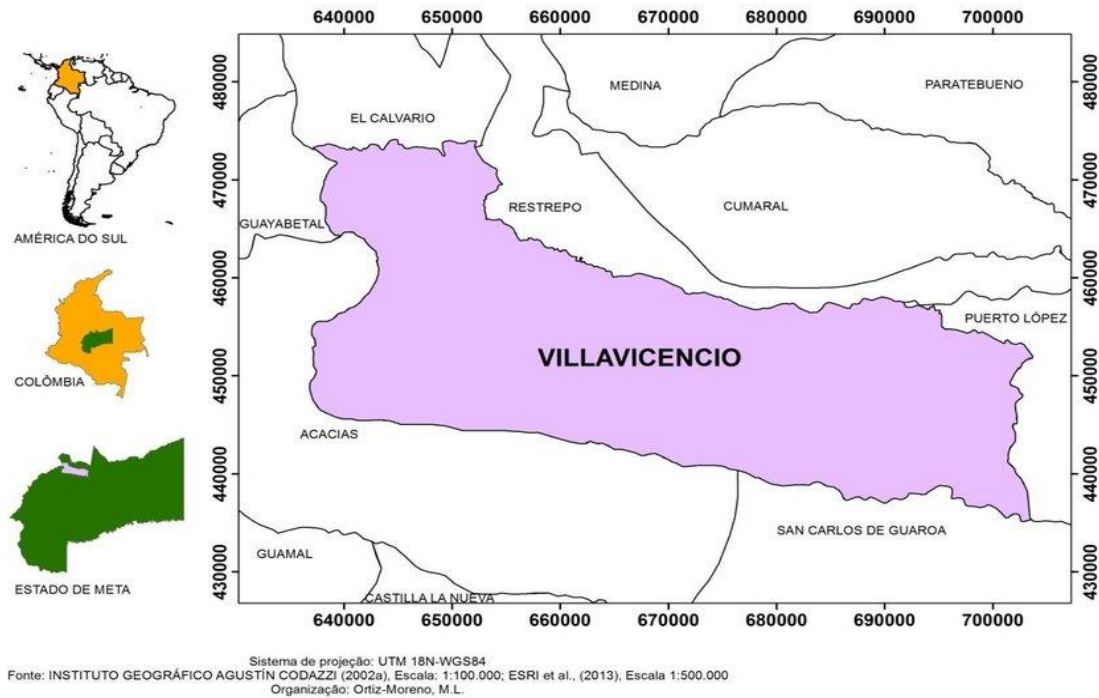 640000 650000 660000 670000 680000 690000 700000
480000
480000
MEDINA
PARATEBUENO
EL CALVARIO
470000
470000
RESTREPO
CUMARAL
GUAYABETAL
AMÉRICA DO SUL
460000
460000
PUERTO LÓPEZ
VILLAVICENCIO
COLÔMBIA
450000
450000
ACACIAS
440000
440000
SAN CARLOS DE GUAROA
GUAMAL
ESTADO DE META
430000
430000
CASTILLA LA NUEVA
640000 650000 660000 670000 680000 690000 700000
Sistema de projeção: UTM 18N-WGS84
Fonte: INSTITUTO GEOGRÁFICO AGUSTÍN CODAZZI (2002a), Escala: 1:100.000; ESRI et al., (2013), Escala 1:500.000
Organização: Ortiz-Moreno, M.L.